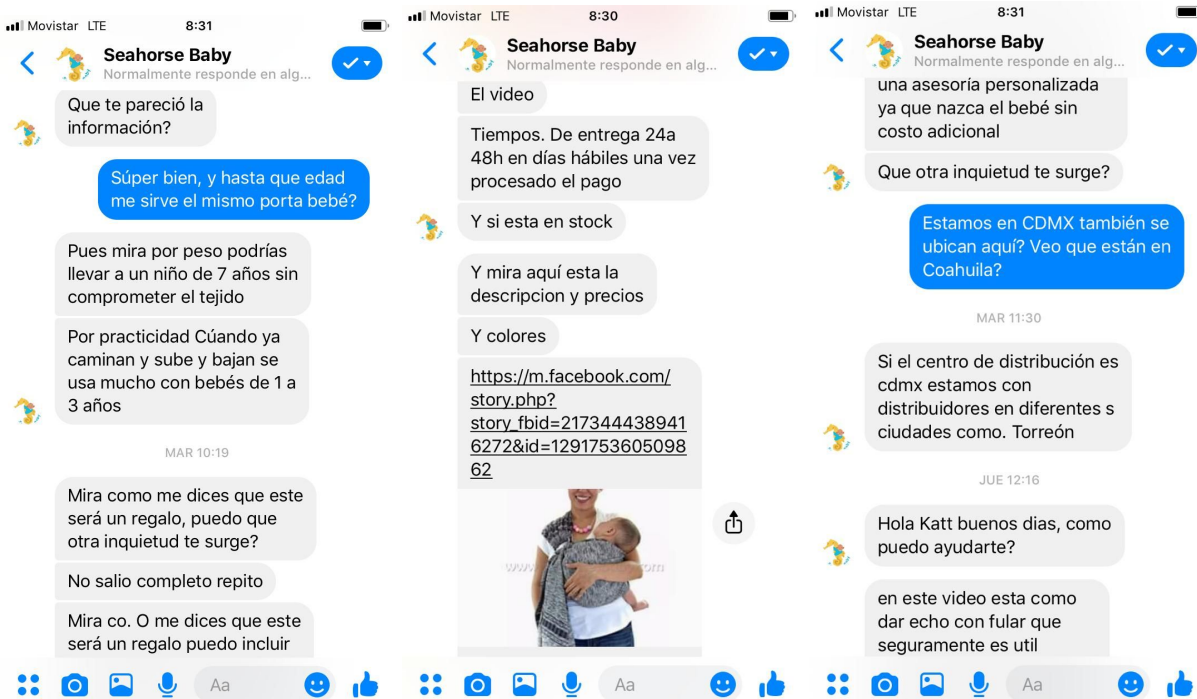 Movistar LTE 8:31
Seahorse Baby
Normalmente responde en alg...
Que te pareció la
información?
Súper bien, y hasta que edad
me sirve el mismo porta bebé?
Pues mira por peso podrías
llevar a un niño de 7 años sin
comprometer el tejido
Por practicidad Cúando ya
caminan y sube y bajan se
usa mucho con bebés de 1 a
3 años
MAR 10:19
Mira como me dices que este
será un regalo, puedo que
otra inquietud te surge?
No salio completo repito
Mira co. O me dices que este
será un regalo puedo incluir
Aa
Movistar LTE 8:30
Seahorse Baby
Normalmente responde en alg...
El video
Tiempos. De entrega 24a
48h en días hábiles una vez
procesado el pago
Y si esta en stock
Y mira aquí esta la
descripcion y precios
Y colores
https://m.facebook.com/
story.php?
story_fbid=217344438941
6272&id=1291753605098
62
www. om
Aa
Movistar LTE 8:31
Seahorse Baby
Normalmente responde en alg...
una asesoría personalizada
ya que nazca el bebé sin
costo adicional
Que otra inquietud te surge?
Estamos en CDMX también se
ubican aquí? Veo que están en
Coahuila?
MAR 11:30
Si el centro de distribución es
cdmx estamos con
distribuidores en diferentes s
ciudades como. Torreón
JUE 12:16
Hola Katt buenos dias, como
puedo ayudarte?
en este video esta como
dar echo con fular que
seguramente es util
Aa